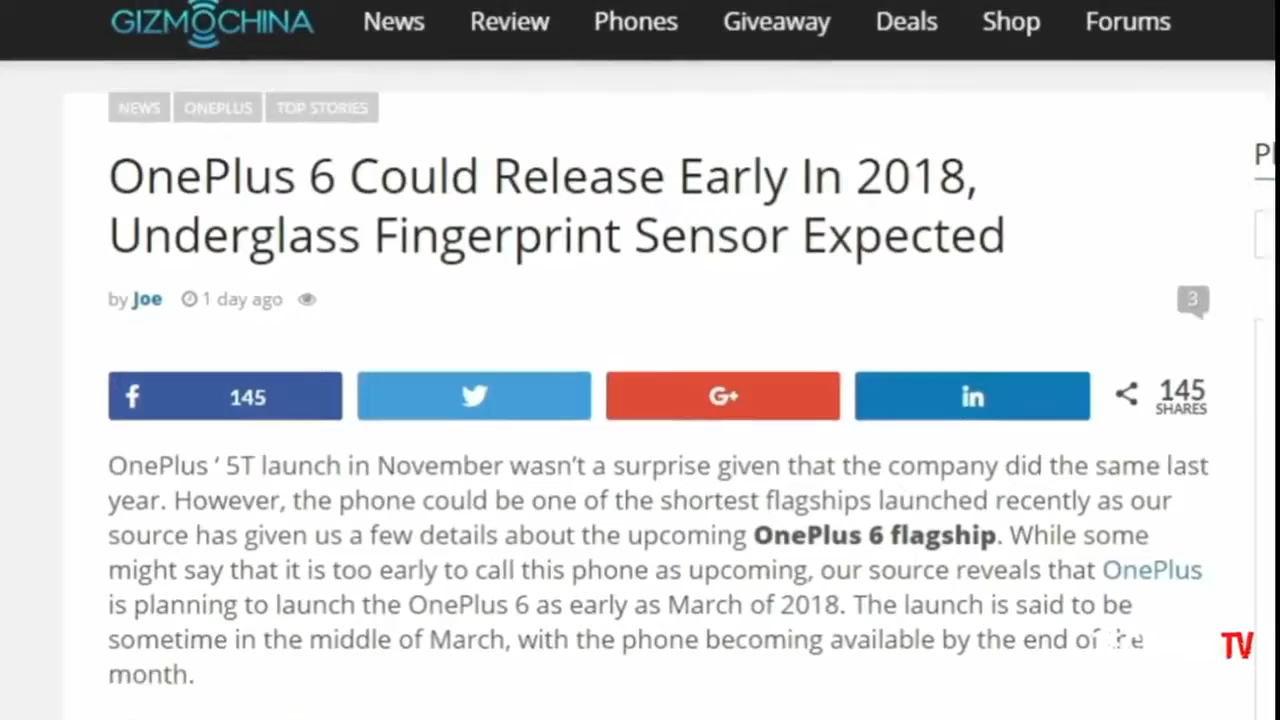 GIZMOCHINA News Review Phones Giveaway Deals Shop Forums
NEWS ONEPLUS TOP STORIES
OnePlus 6 Could Release Early In 2018,
Underglass Fingerprint Sensor Expected
by Joe 1 day ago
3
f 145 G+ in 145
SHARES
OnePlus ‘ 5T launch in November wasn’t a surprise given that the company did the same last
year. However, the phone could be one of the shortest flagships launched recently as our
source has given us a few details about the upcoming OnePlus 6 flagship. While some
might say that it is too early to call this phone as upcoming, our source reveals that OnePlus
is planning to launch the OnePlus 6 as early as March of 2018. The launch is said to be
sometime in the middle of March, with the phone becoming available by the end of the
month.
TV